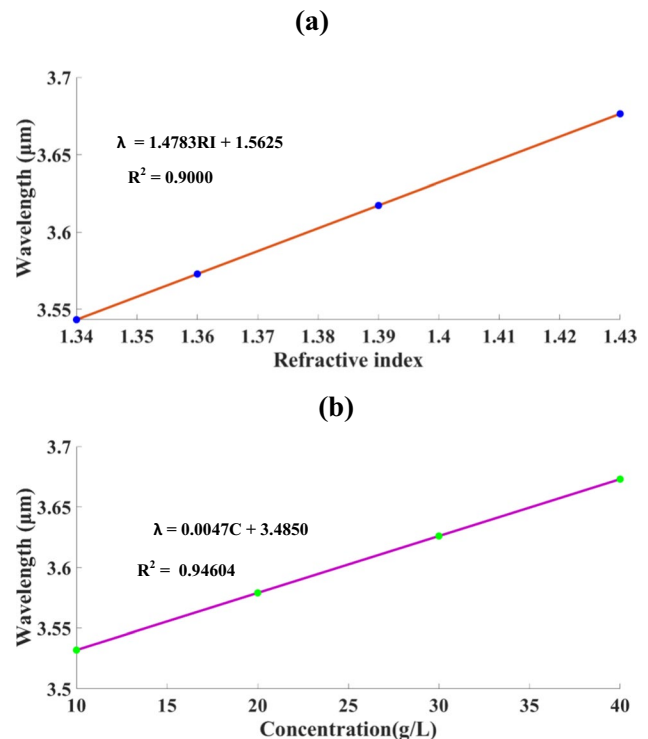 (a)
3.7
3.65
3.6
3.55
Wavelength (μm)
λ = 1.4783RI + 1.5625
R² = 0.9000
1.34 1.35 1.36 1.37 1.38 1.39 1.4 1.41 1.42 1.43
Refractive index
(b)
3.7
3.65
3.6
3.55
3.5
Wavelength (μm)
λ = 0.0047C + 3.4850
R² = 0.94604
10 15 20 25 30 35 40
Concentration(g/L)